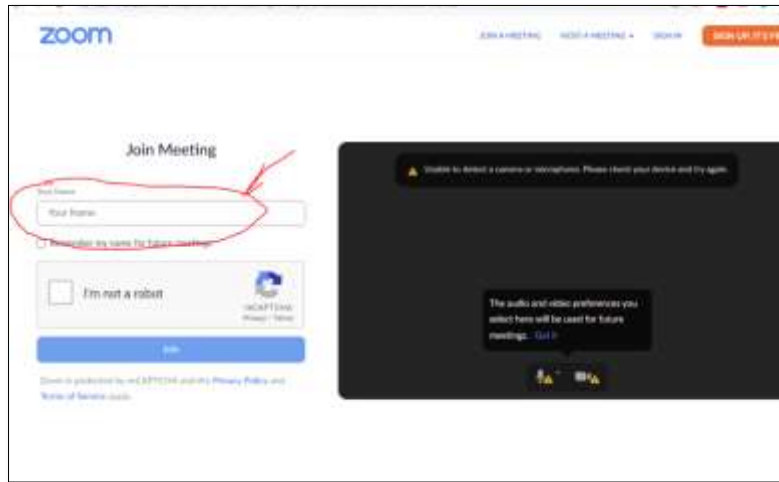 zoom
JOIN A MEETING HOST A MEETING SIGN IN SIGN UP, IT'S
Join Meeting
Your Name
Your Name
Remember my name for future meetings
I'm not a robot
reCAPTCHA
Privacy - Terms
Join
Zoom is protected by reCAPTCHA and the Privacy Policy and
Terms of Service apply.
Unable to detect a camera or microphone. Please check your device and try again.
The audio and video preferences you
select here will be used for future
meetings. Got it